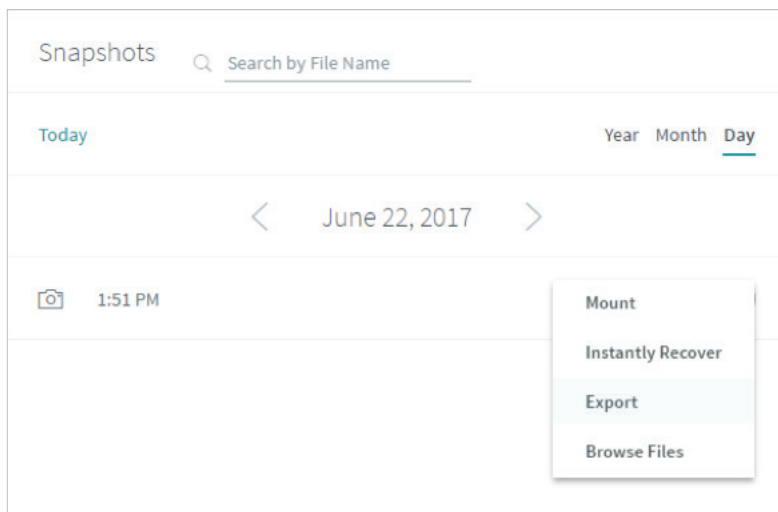 Snapshots
Search by File Name
Today
Year Month Day
June 22, 2017
1:51 PM
Mount
Instantly Recover
Export
Browse Files